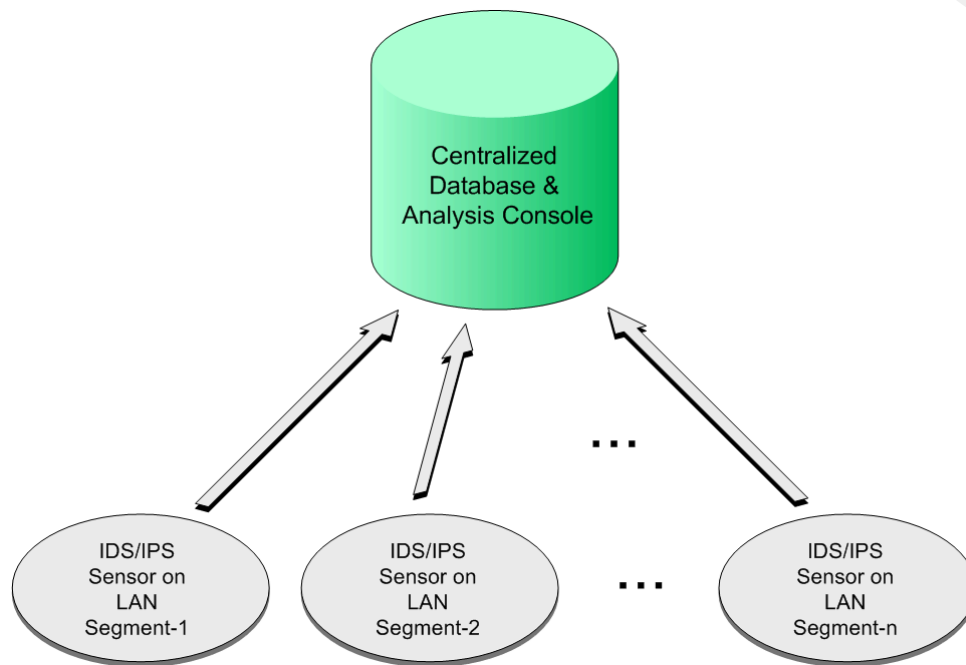 Centralized
Database &
Analysis Console
...
IDS/IPS
Sensor on
LAN
Segment-1
IDS/IPS
Sensor on
LAN
Segment-2
...
IDS/IPS
Sensor on
LAN
Segment-n